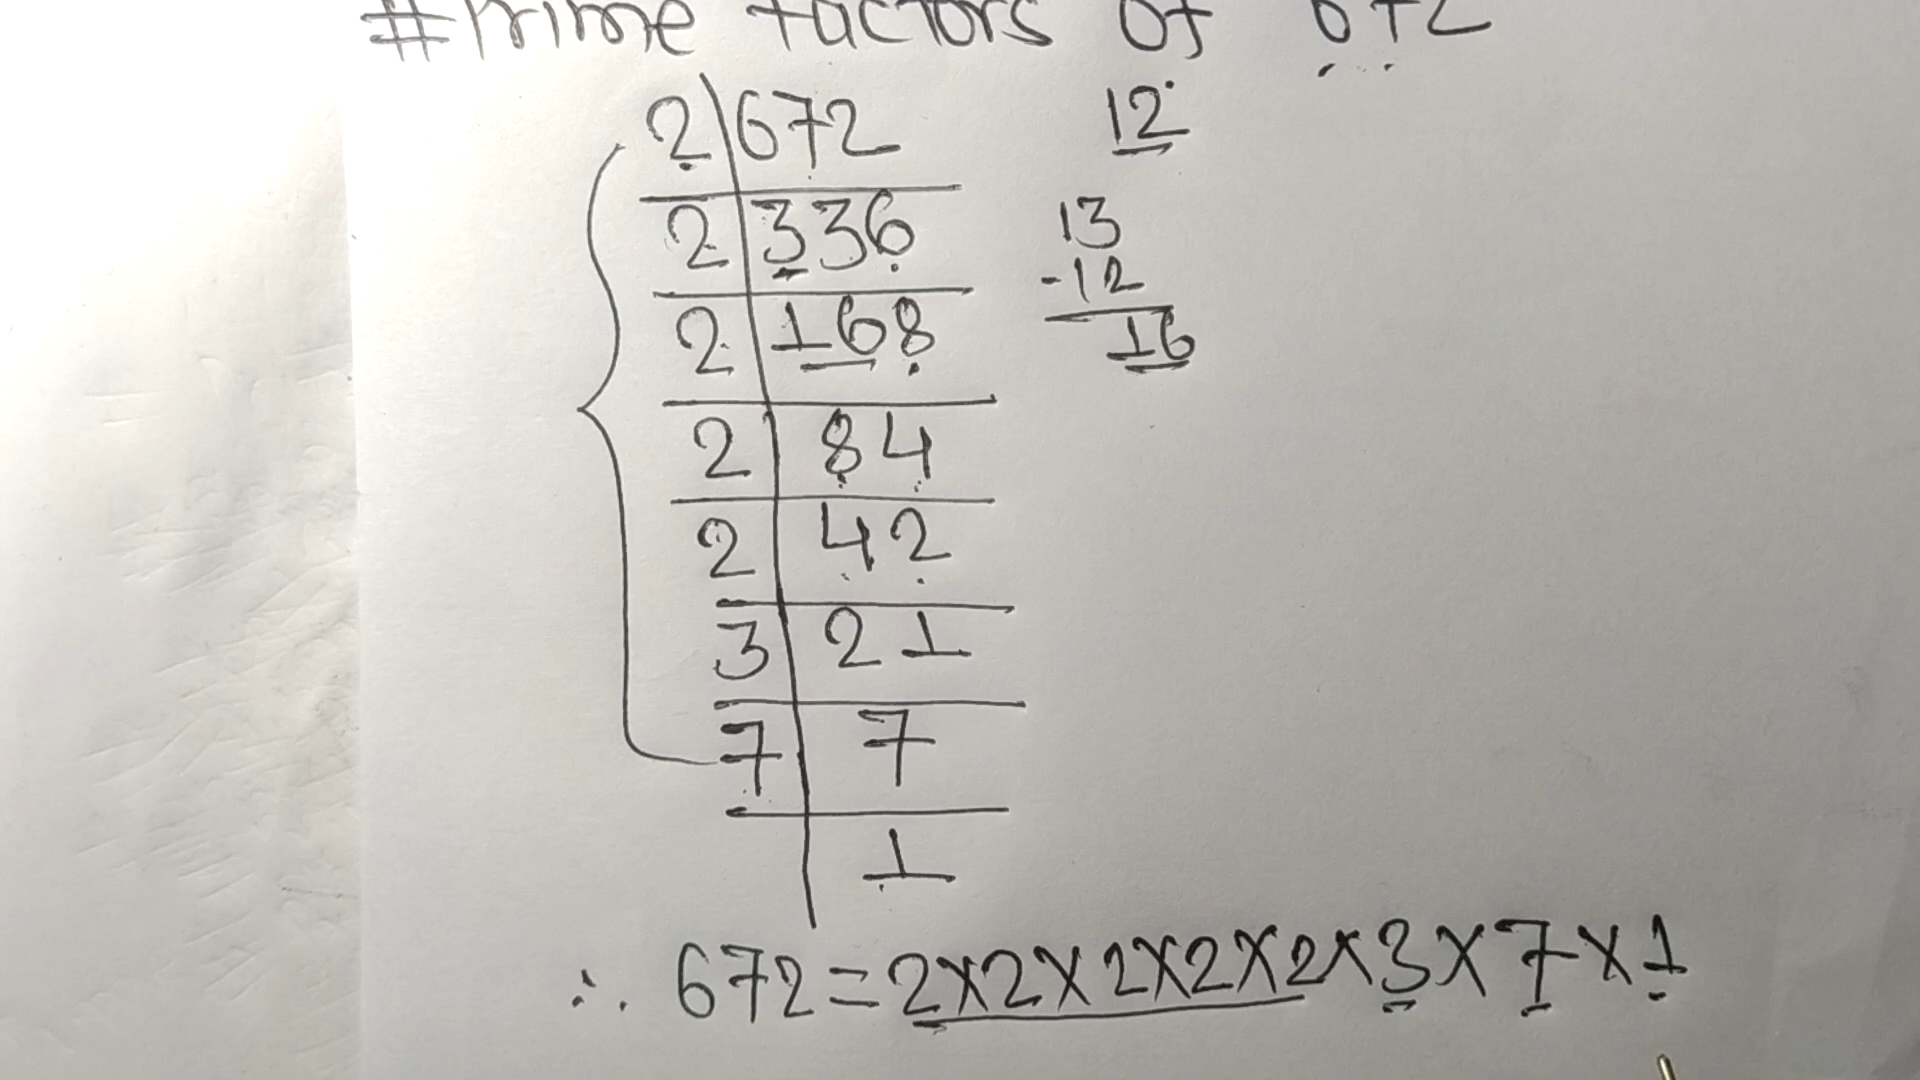 #Prime factors of 672
2 672 12
2 336 13
-12
2 168 16
2 84
2 42
3 21
7 7
1
∴ 672=2×2×2×2×2×3×7×1